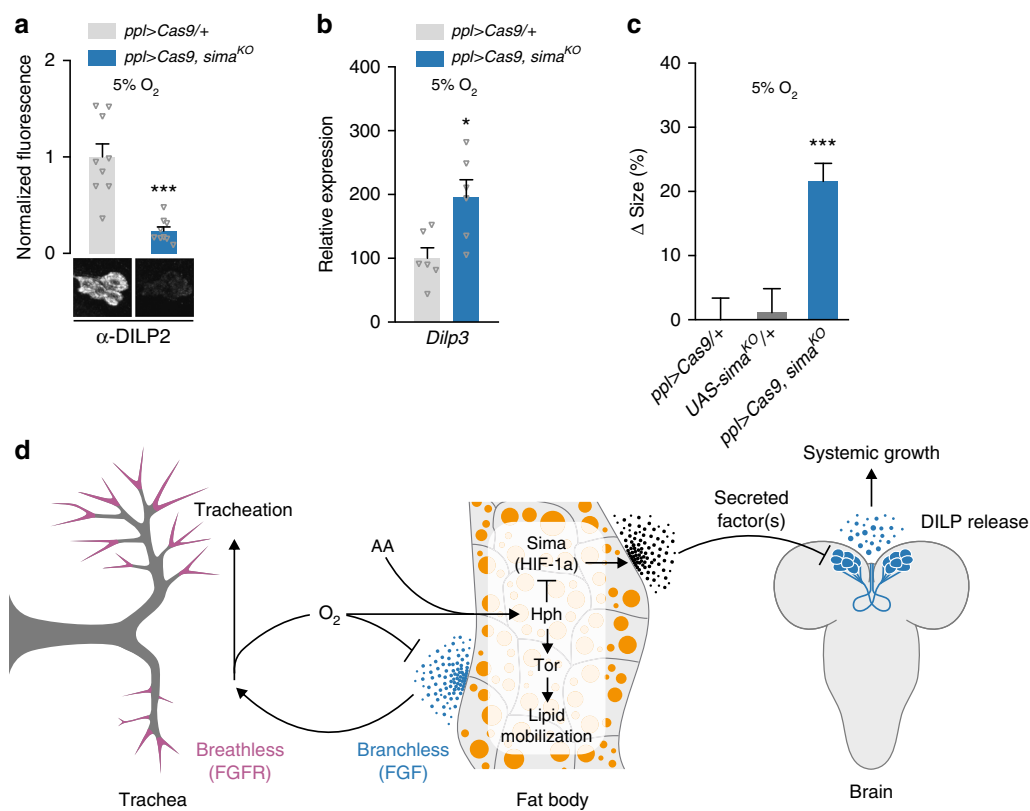 a
ppl>Cas9/+
ppl>Cas9, sima^KO
5% O₂
Normalized fluorescence
2
1
0
***
α-DILP2
b
ppl>Cas9/+
ppl>Cas9, sima^KO
5% O₂
Relative expression
400
300
200
100
0
*
Dilp3
c
5% O₂
Δ Size (%)
40
30
20
10
0
***
ppl>Cas9/+
UAS-sima^KO/+
ppl>Cas9, sima^KO
d
Tracheation
AA
O₂
Breathless
(FGFR)
Branchless
(FGF)
Trachea
Sima
(HIF-1a)
Hph
Tor
Lipid
mobilization
Fat body
Secreted
factor(s)
Systemic growth
DILP release
Brain